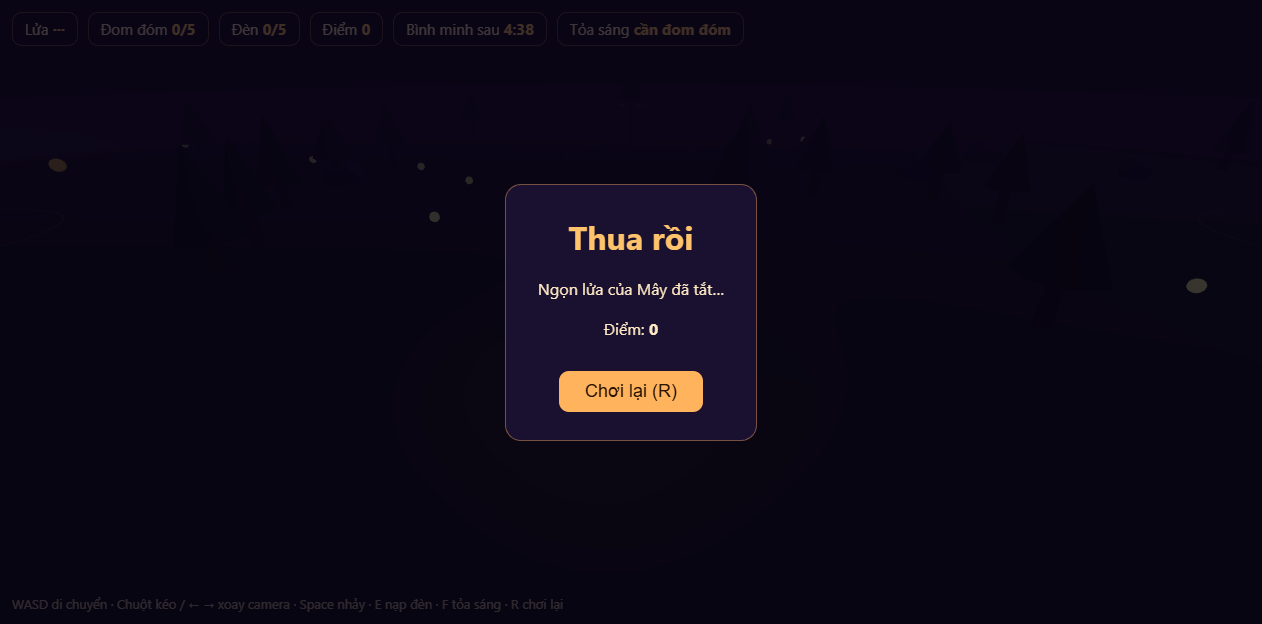 Lửa --- Đom đóm 0/5 Đèn 0/5 Điểm 0 Bình minh sau 4:38 Tỏa sáng cần đom đóm
Thua rồi
Ngọn lửa của Mây đã tắt...
Điểm: 0
Chơi lại (R)
WASD di chuyển · Chuột kéo / ← → xoay camera · Space nhảy · E nạp đèn · F tỏa sáng · R chơi lại